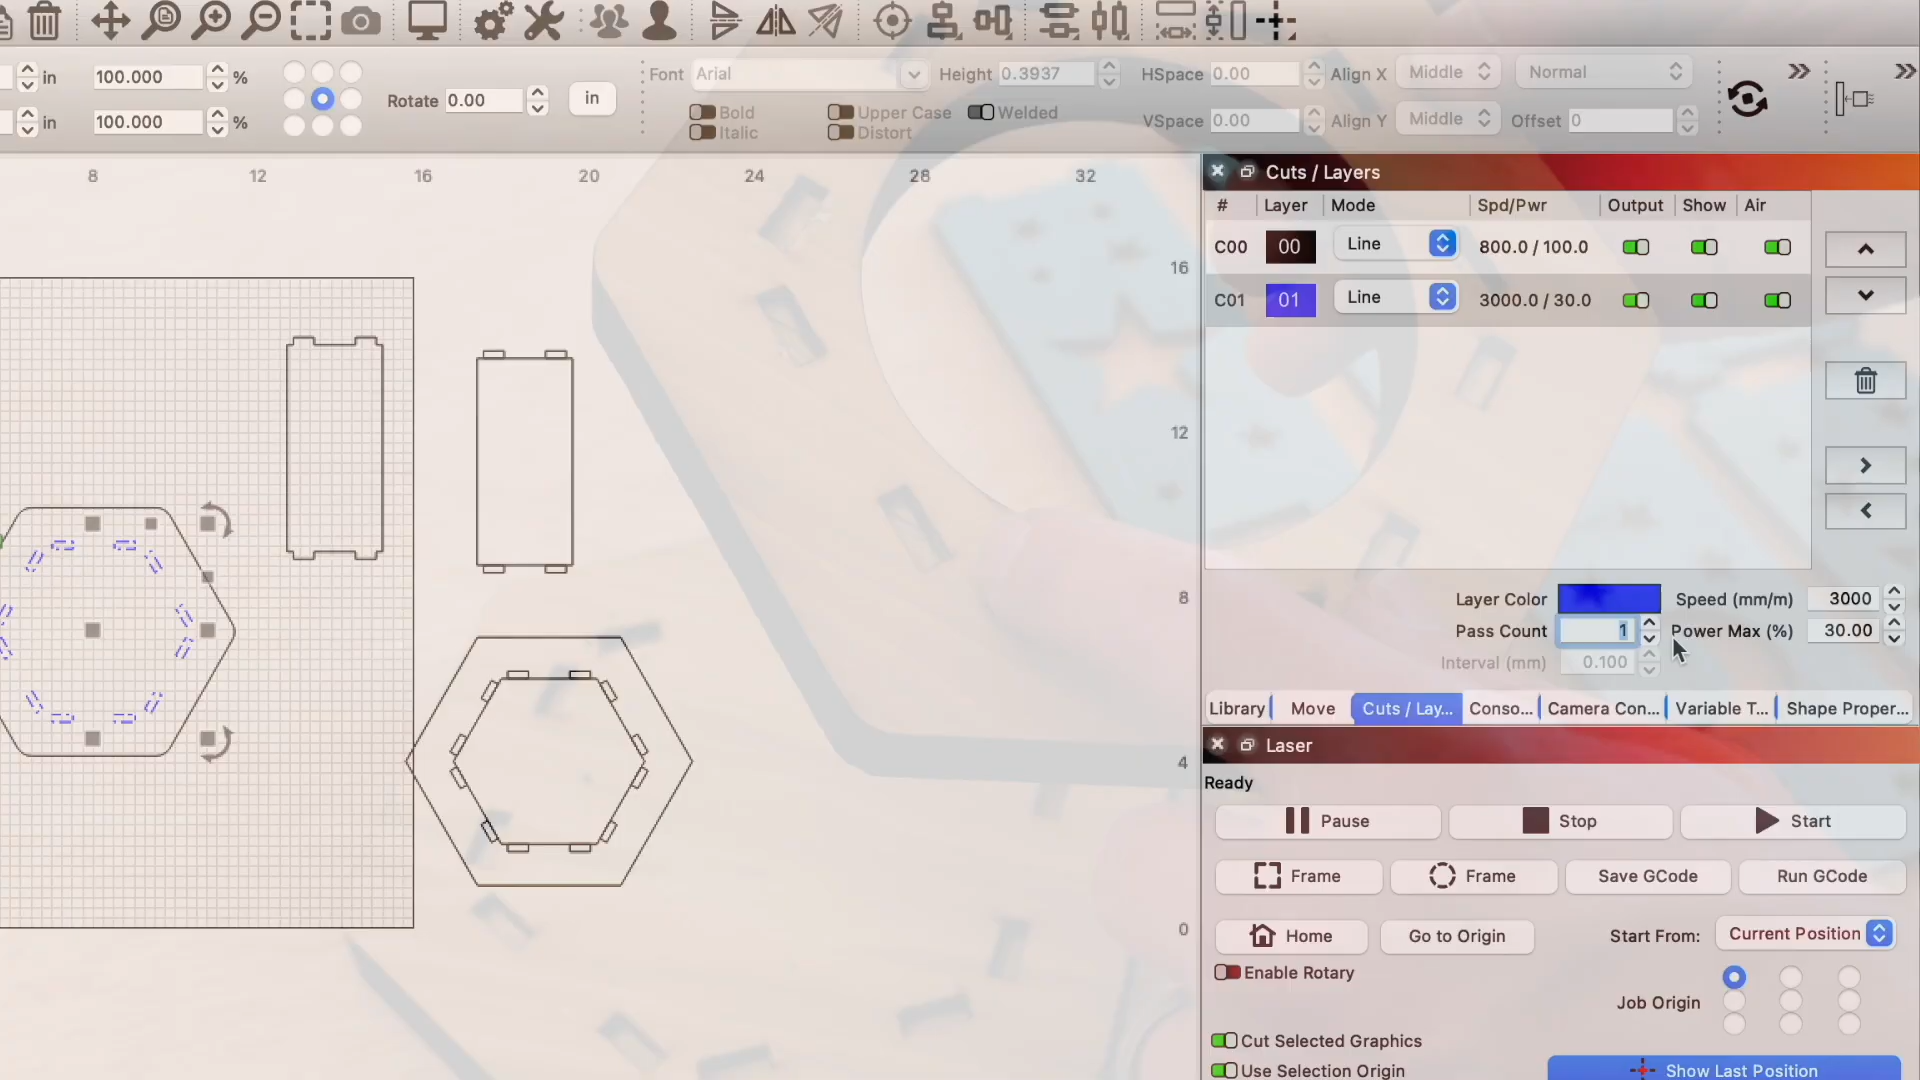 in 100.000 % Font Arial Height 0.3937 HSpace 0.00 Align X Middle Normal
Rotate 0.00 in Bold Upper Case Welded
in 100.000 % Italic Distort VSpace 0.00 Align Y Middle Offset 0
8 12 16 20 24 28 32
16
12
8
4
0
Cuts / Layers
# Layer Mode Spd/Pwr Output Show Air
C00 00 Line 800.0 / 100.0
C01 01 Line 3000.0 / 30.0
Layer Color Speed (mm/m) 3000
Pass Count 1 Power Max (%) 30.00
Interval (mm) 0.100
Library Move Cuts / Lay... Conso... Camera Con... Variable T... Shape Proper...
Laser
Ready
Pause Stop Start
Frame Frame Save GCode Run GCode
Home Go to Origin Start From: Current Position
Enable Rotary
Job Origin
Cut Selected Graphics
Use Selection Origin Show Last Position